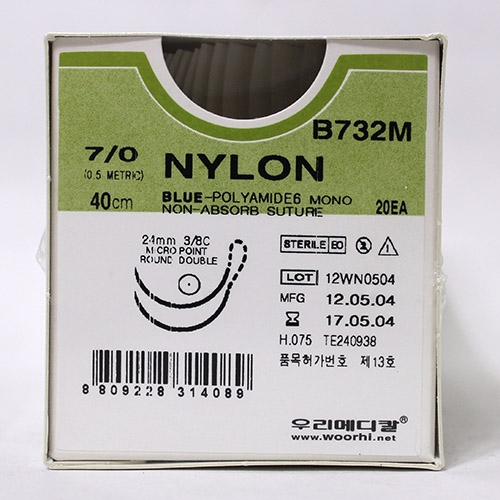 B732M
7/0
(0.5 METRIC)
NYLON
40cm
BLUE-POLYAMIDE6 MONO
NON-ABSORB SUTURE
20EA
24mm 3/8C
MICROPOINT
ROUND DOUBLE
STERILE EO
LOT 12WN0504
MFG 12.05.04
17.05.04
H.075 TE240938
품목허가번호 제13호
8 809228 314089
우리메디칼®
www.woorhi.net